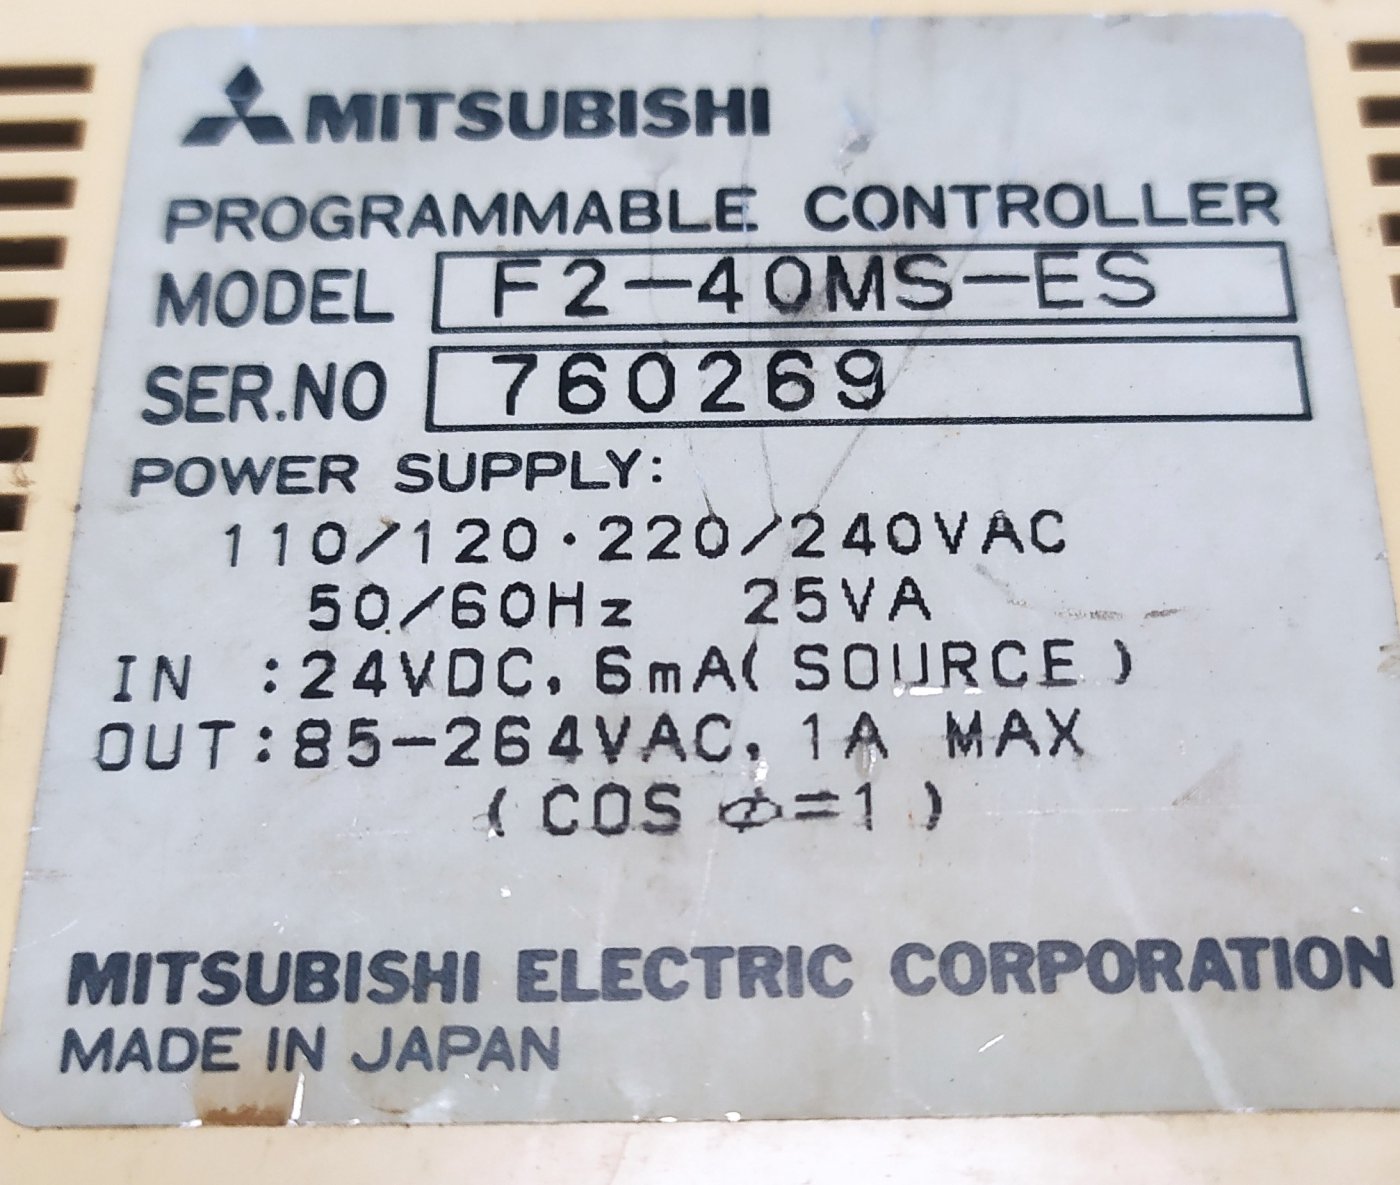 MITSUBISHI
PROGRAMMABLE CONTROLLER
MODEL F2-40MS-ES
SER.NO 760269
POWER SUPPLY:
110/120·220/240VAC
50/60Hz 25VA
IN :24VDC, 6mA(SOURCE)
OUT:85-264VAC, 1A MAX
(COS Φ=1)
MITSUBISHI ELECTRIC CORPORATION
MADE IN JAPAN